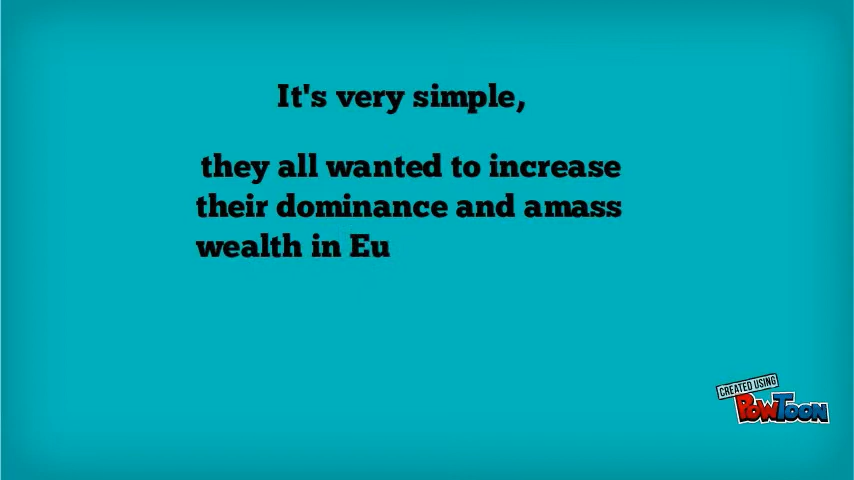 It's very simple,
they all wanted to increase
their dominance and amass
wealth in Eu
CREATED USING
POWTOON